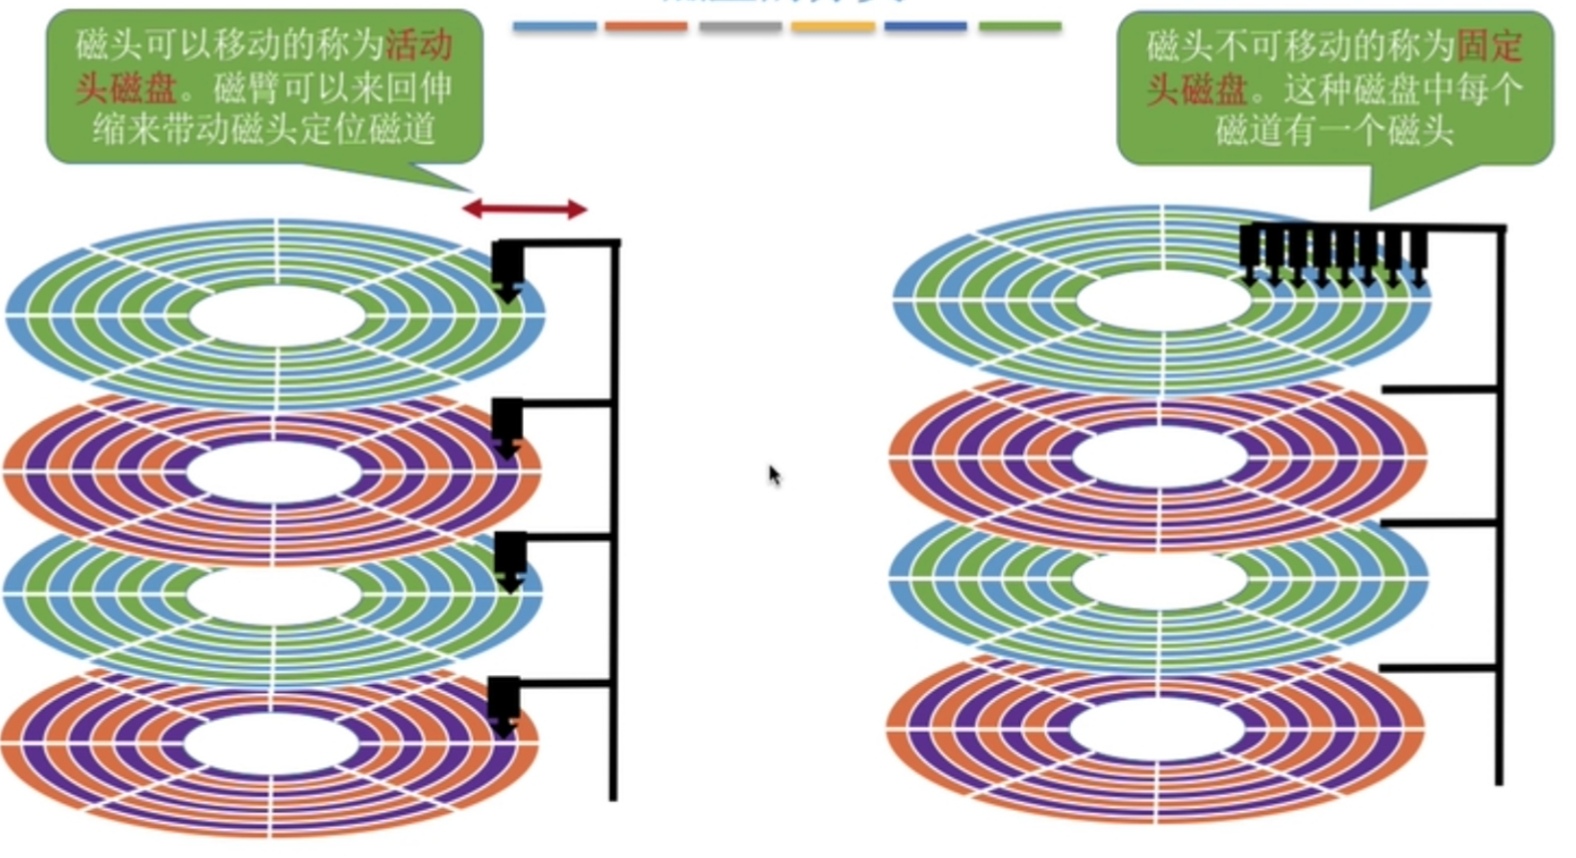 磁头可以移动的称为活动
头磁盘。磁臂可以来回伸
缩来带动磁头定位磁道
磁头不可移动的称为固定
头磁盘。这种磁盘中每个
磁道有一个磁头